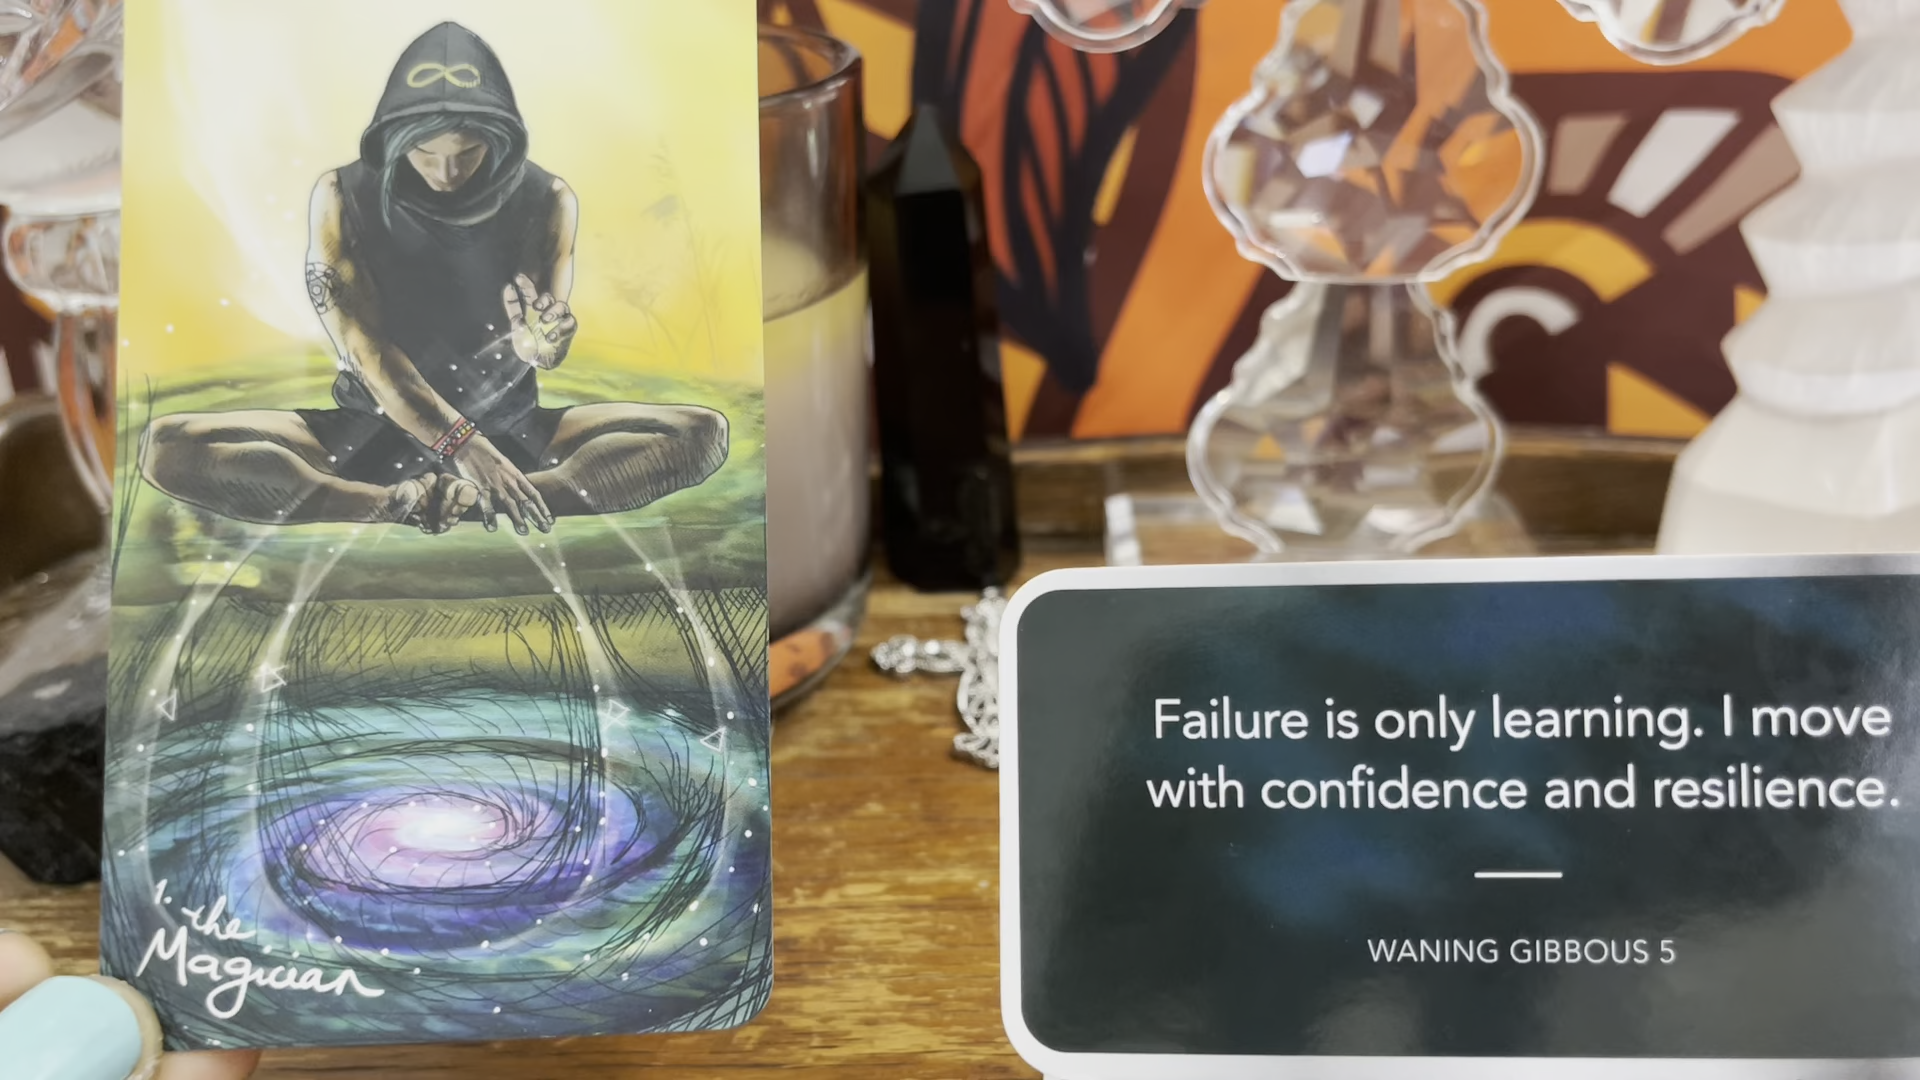 1. the
Magician
Failure is only learning. I move
with confidence and resilience.
WANING GIBBOUS 5